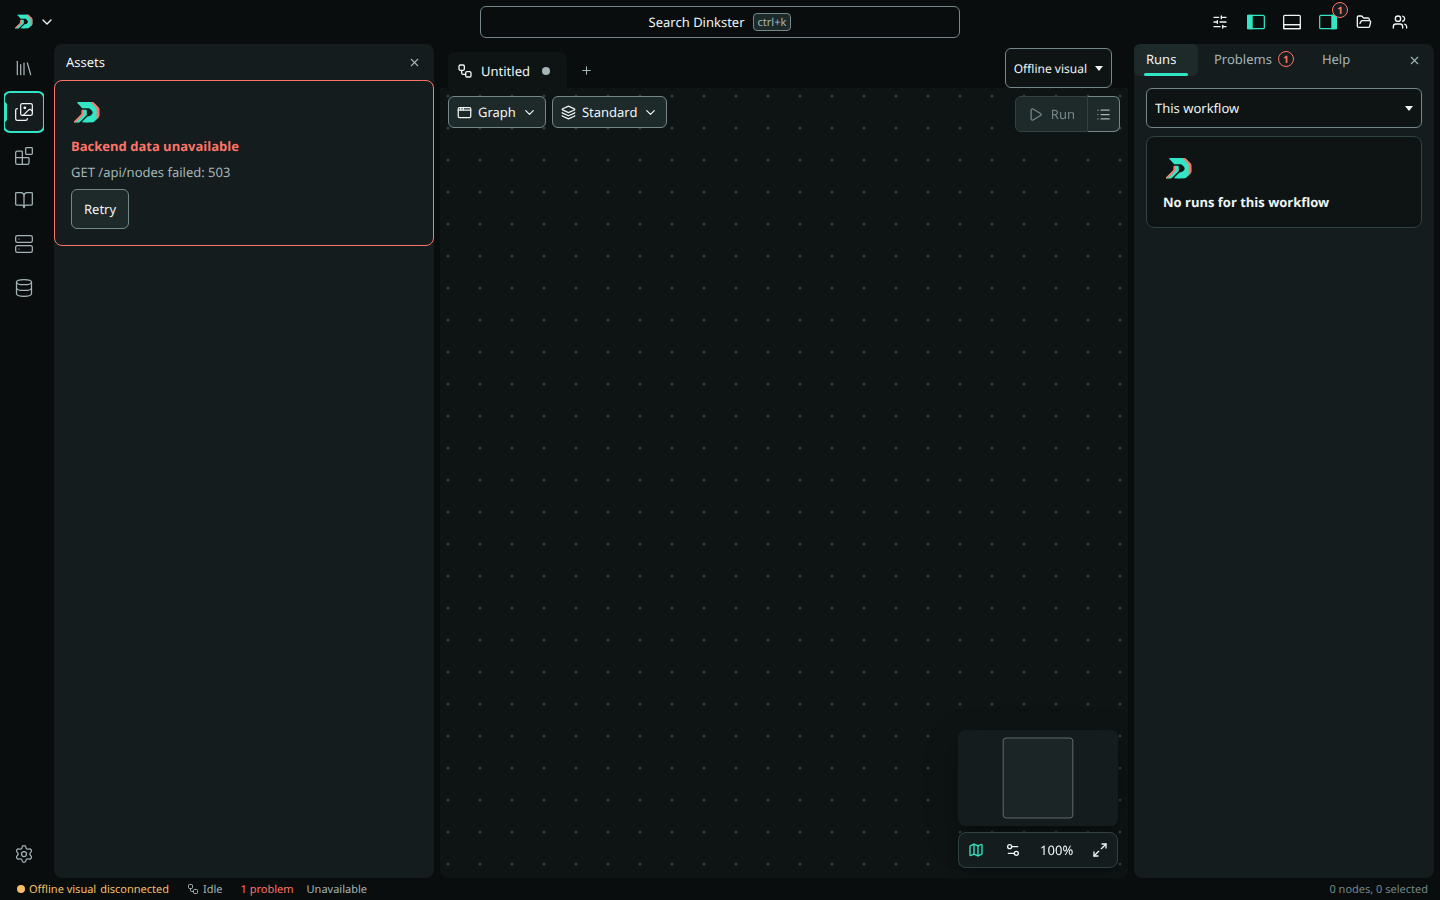 Search Dinkster ctrl+k
1
Assets
Backend data unavailable
GET /api/nodes failed: 503
Retry
Untitled
Offline visual
Graph
Standard
Run
100%
Runs
Problems 1
Help
This workflow
No runs for this workflow
Offline visual disconnected
Idle
1 problem
Unavailable
0 nodes, 0 selected